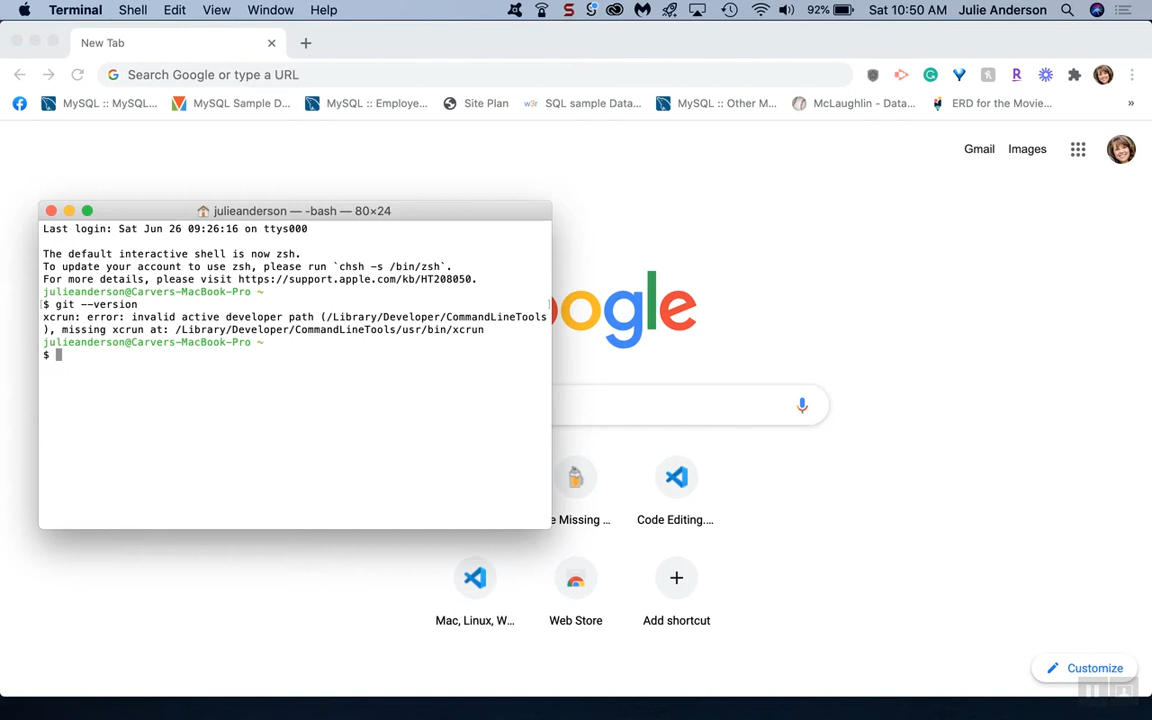 Terminal Shell Edit View Window Help 92% Sat 10:50 AM Julie Anderson
New Tab
Search Google or type a URL
MySQL :: MySQL... MySQL Sample D... MySQL :: Employe... Site Plan SQL sample Data... MySQL :: Other M... McLaughlin - Data... ERD for the Movie... »
Gmail Images
julieanderson — -bash — 80×24
Last login: Sat Jun 26 09:26:16 on ttys000
The default interactive shell is now zsh.
To update your account to use zsh, please run `chsh -s /bin/zsh`.
For more details, please visit https://support.apple.com/kb/HT208050.
julieanderson@Carvers-MacBook-Pro ~
[$ git --version ]
xcrun: error: invalid active developer path (/Library/Developer/CommandLineTools
), missing xcrun at: /Library/Developer/CommandLineTools/usr/bin/xcrun
julieanderson@Carvers-MacBook-Pro ~
$
ogle
e Missing ... Code Editing....
Mac, Linux, W... Web Store Add shortcut
Customize